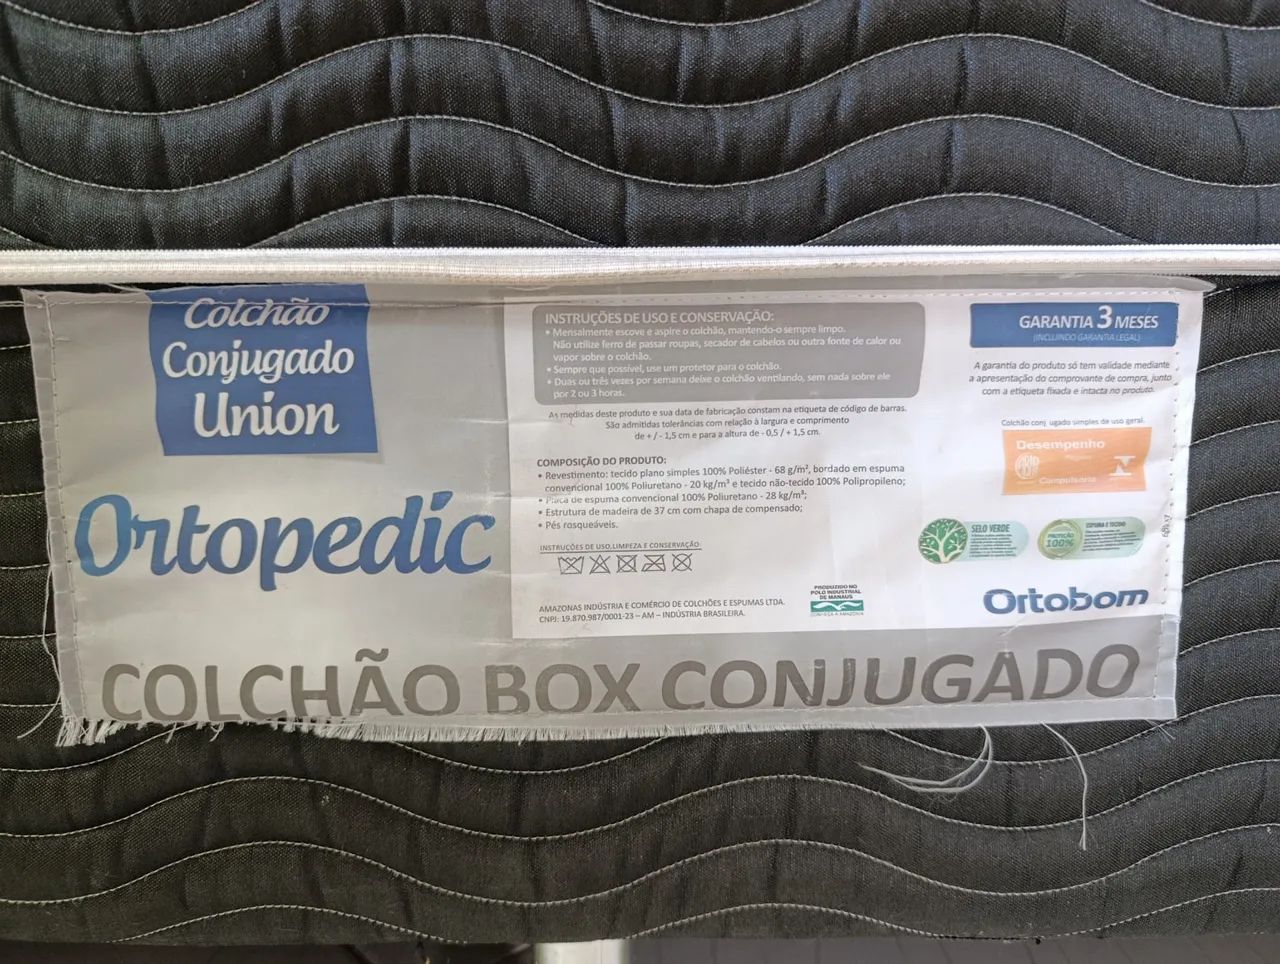 Colchão
Conjugado
Union
Ortopedic
INSTRUÇÕES DE USO E CONSERVAÇÃO:
• Mensalmente escove e aspire o colchão, mantendo-o sempre limpo.
Não utilize ferro de passar roupas, secador de cabelos ou outra fonte de calor ou
vapor sobre o colchão.
• Sempre que possível, use um protetor para o colchão.
• Duas ou três vezes por semana deixe o colchão ventilando, sem nada sobre ele
por 2 ou 3 horas.
As medidas deste produto e sua data de fabricação constam na etiqueta de código de barras.
São admitidas tolerâncias com relação à largura e comprimento
de + / - 1,5 cm e para a altura de - 0,5 / + 1,5 cm.
COMPOSIÇÃO DO PRODUTO:
• Revestimento: tecido plano simples 100% Poliéster - 68 g/m², bordado em espuma
convencional 100% Poliuretano - 20 kg/m³ e tecido não-tecido 100% Polipropileno;
• Placa de espuma convencional 100% Poliuretano - 28 kg/m³;
• Estrutura de madeira de 37 cm com chapa de compensado;
• Pés rosqueáveis.
INSTRUÇÕES DE USO,LIMPEZA E CONSERVAÇÃO:
AMAZONAS INDÚSTRIA E COMÉRCIO DE COLCHÕES E ESPUMAS LTDA.
CNPJ: 19.870.987/0001-23 – AM – INDÚSTRIA BRASILEIRA.
PRODUZIDO NO
POLO INDUSTRIAL
DE MANAUS
CONHEÇA A AMAZÔNIA
GARANTIA 3 MESES
(INCLUINDO GARANTIA LEGAL)
A garantia do produto só tem validade mediante
a apresentação do comprovante de compra, junto
com a etiqueta fixada e intacta no produto.
Colchão conjugado simples de uso geral.
Desempenho
Compulsória
SELO VERDE
PROTEÇÃO
100%
ESPUMA E TECIDO
Ortobom
COLCHÃO BOX CONJUGADO